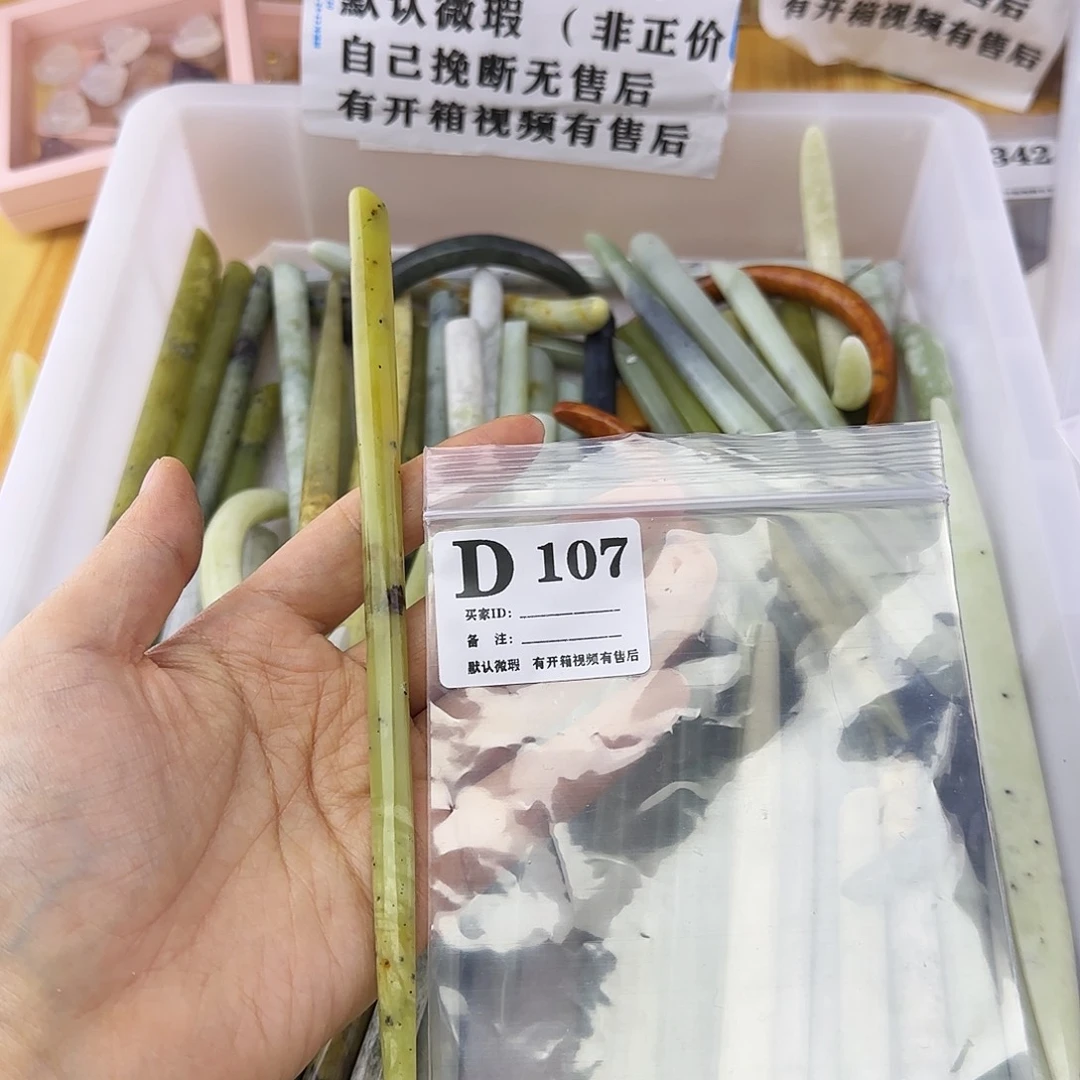 默认微瑕（非正价
自己挽断无售后
有开箱视频有售后
售后
有开箱视频有售后
342
D 107
买家ID：
备 注：
默认微瑕 有开箱视频有售后